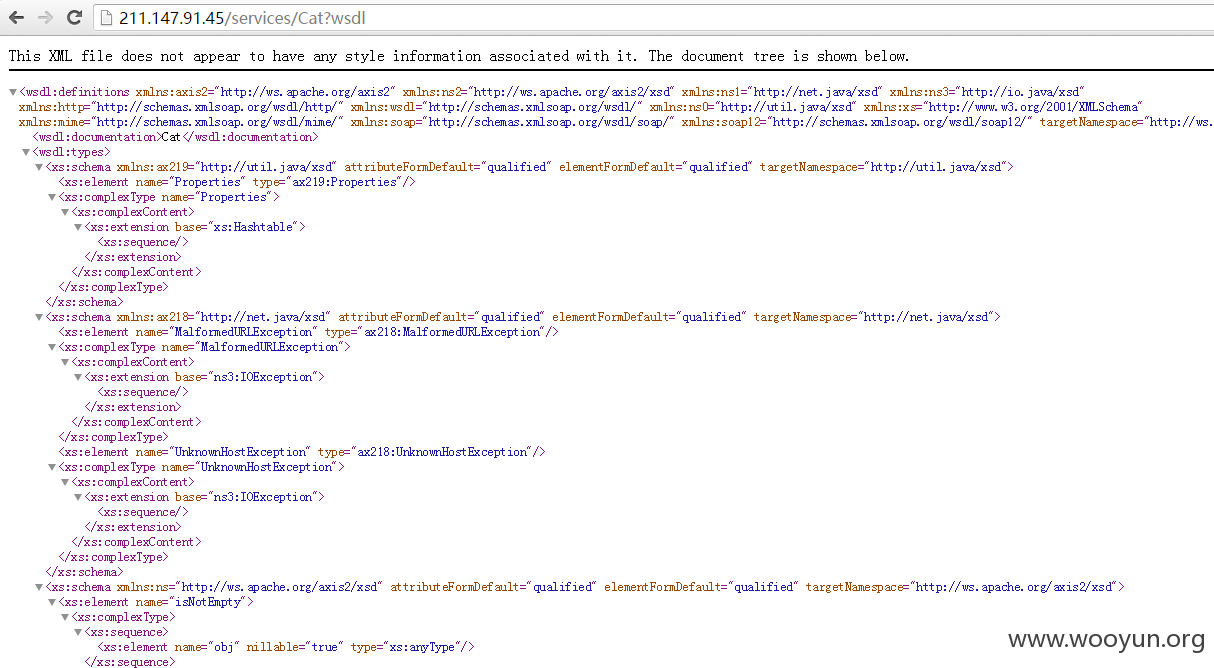 211.147.91.45/services/Cat?wsdl
This XML file does not appear to have any style information associated with it. The document tree is shown below.
▼<wsdl:definitions xmlns:axis2="http://ws.apache.org/axis2" xmlns:ns2="http://ws.apache.org/axis2/xsd" xmlns:ns1="http://net.java/xsd" xmlns:ns3="http://io.java/xsd"
xmlns:http="http://schemas.xmlsoap.org/wsdl/http/" xmlns:wsdl="http://schemas.xmlsoap.org/wsdl/" xmlns:ns0="http://util.java/xsd" xmlns:xs="http://www.w3.org/2001/XMLSchema"
xmlns:mime="http://schemas.xmlsoap.org/wsdl/mime/" xmlns:soap="http://schemas.xmlsoap.org/wsdl/soap/" xmlns:soap12="http://schemas.xmlsoap.org/wsdl/soap12/" targetNamespace="http://ws.
<wsdl:documentation>Cat</wsdl:documentation>
▼<wsdl:types>
▼<xs:schema xmlns:ax219="http://util.java/xsd" attributeFormDefault="qualified" elementFormDefault="qualified" targetNamespace="http://util.java/xsd">
<xs:element name="Properties" type="ax219:Properties"/>
▼<xs:complexType name="Properties">
▼<xs:complexContent>
▼<xs:extension base="xs:Hashtable">
<xs:sequence/>
</xs:extension>
</xs:complexContent>
</xs:complexType>
</xs:schema>
▼<xs:schema xmlns:ax218="http://net.java/xsd" attributeFormDefault="qualified" elementFormDefault="qualified" targetNamespace="http://net.java/xsd">
<xs:element name="MalformedURLException" type="ax218:MalformedURLException"/>
▼<xs:complexType name="MalformedURLException">
▼<xs:complexContent>
▼<xs:extension base="ns3:IOException">
<xs:sequence/>
</xs:extension>
</xs:complexContent>
</xs:complexType>
<xs:element name="UnknownHostException" type="ax218:UnknownHostException"/>
▼<xs:complexType name="UnknownHostException">
▼<xs:complexContent>
▼<xs:extension base="ns3:IOException">
<xs:sequence/>
</xs:extension>
</xs:complexContent>
</xs:complexType>
</xs:schema>
▼<xs:schema xmlns:ns="http://ws.apache.org/axis2/xsd" attributeFormDefault="qualified" elementFormDefault="qualified" targetNamespace="http://ws.apache.org/axis2/xsd">
▼<xs:element name="isNotEmpty">
▼<xs:complexType>
▼<xs:sequence>
<xs:element name="obj" nillable="true" type="xs:anyType"/>
</xs:sequence>
www.wooyun.org